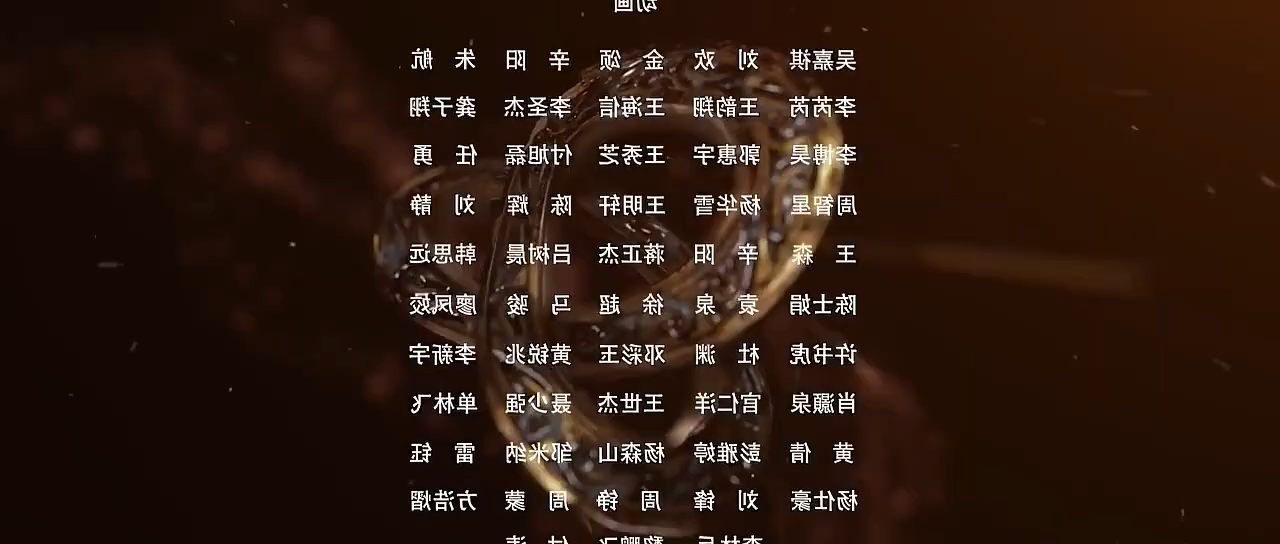 动画
吴嘉祺 刘 欢 金 颂 辛 阳 朱 航
李芮芮 王韵翔 王海信 李圣杰 龚子翔
李博昊 郭惠宇 王秀芝 付旭磊 任 勇
周智星 杨华雪 王明轩 陈 辉 刘 静
王 森 辛 阳 蒋正杰 吕树晨 韩思远
陈士娟 袁 泉 徐 超 马 骏 廖凤姣
许书虎 杜 渊 邓彩玉 黄锐兆 李新宇
肖灏泉 官仁洋 王世杰 聂少强 单林飞
黄 倩 彭雅婷 杨森山 邹米纳 雷 钰
杨仕豪 刘 锋 周 铮 周 蒙 方浩熠